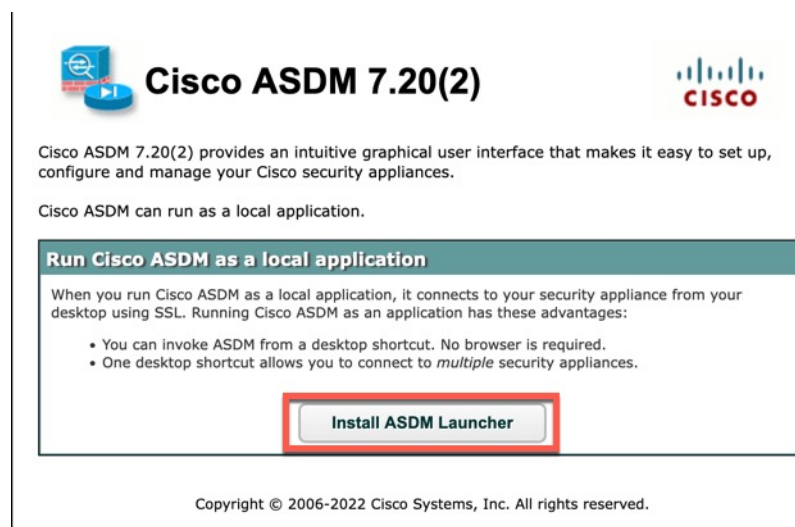 Cisco ASDM 7.20(2)
CISCO
Cisco ASDM 7.20(2) provides an intuitive graphical user interface that makes it easy to set up,
configure and manage your Cisco security appliances.
Cisco ASDM can run as a local application.
Run Cisco ASDM as a local application
When you run Cisco ASDM as a local application, it connects to your security appliance from your
desktop using SSL. Running Cisco ASDM as an application has these advantages:
• You can invoke ASDM from a desktop shortcut. No browser is required.
• One desktop shortcut allows you to connect to multiple security appliances.
Install ASDM Launcher
Copyright © 2006-2022 Cisco Systems, Inc. All rights reserved.